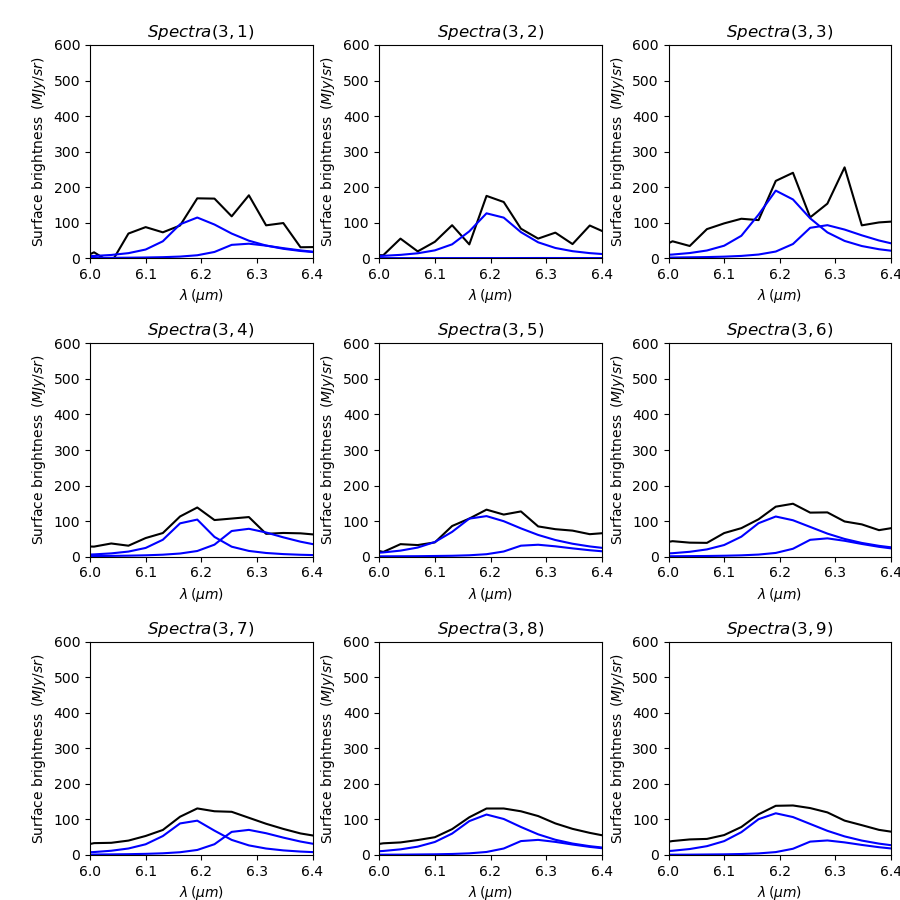 Spectra(3, 1)
Spectra(3, 2)
Spectra(3, 3)
Surface brightness (MJy/sr)
600
500
400
300
200
100
0
6.0 6.1 6.2 6.3 6.4
λ (μm)
Surface brightness (MJy/sr)
600
500
400
300
200
100
0
6.0 6.1 6.2 6.3 6.4
λ (μm)
Surface brightness (MJy/sr)
600
500
400
300
200
100
0
6.0 6.1 6.2 6.3 6.4
λ (μm)
Spectra(3, 4)
Spectra(3, 5)
Spectra(3, 6)
Surface brightness (MJy/sr)
600
500
400
300
200
100
0
6.0 6.1 6.2 6.3 6.4
λ (μm)
Surface brightness (MJy/sr)
600
500
400
300
200
100
0
6.0 6.1 6.2 6.3 6.4
λ (μm)
Surface brightness (MJy/sr)
600
500
400
300
200
100
0
6.0 6.1 6.2 6.3 6.4
λ (μm)
Spectra(3, 7)
Spectra(3, 8)
Spectra(3, 9)
Surface brightness (MJy/sr)
600
500
400
300
200
100
0
6.0 6.1 6.2 6.3 6.4
λ (μm)
Surface brightness (MJy/sr)
600
500
400
300
200
100
0
6.0 6.1 6.2 6.3 6.4
λ (μm)
Surface brightness (MJy/sr)
600
500
400
300
200
100
0
6.0 6.1 6.2 6.3 6.4
λ (μm)